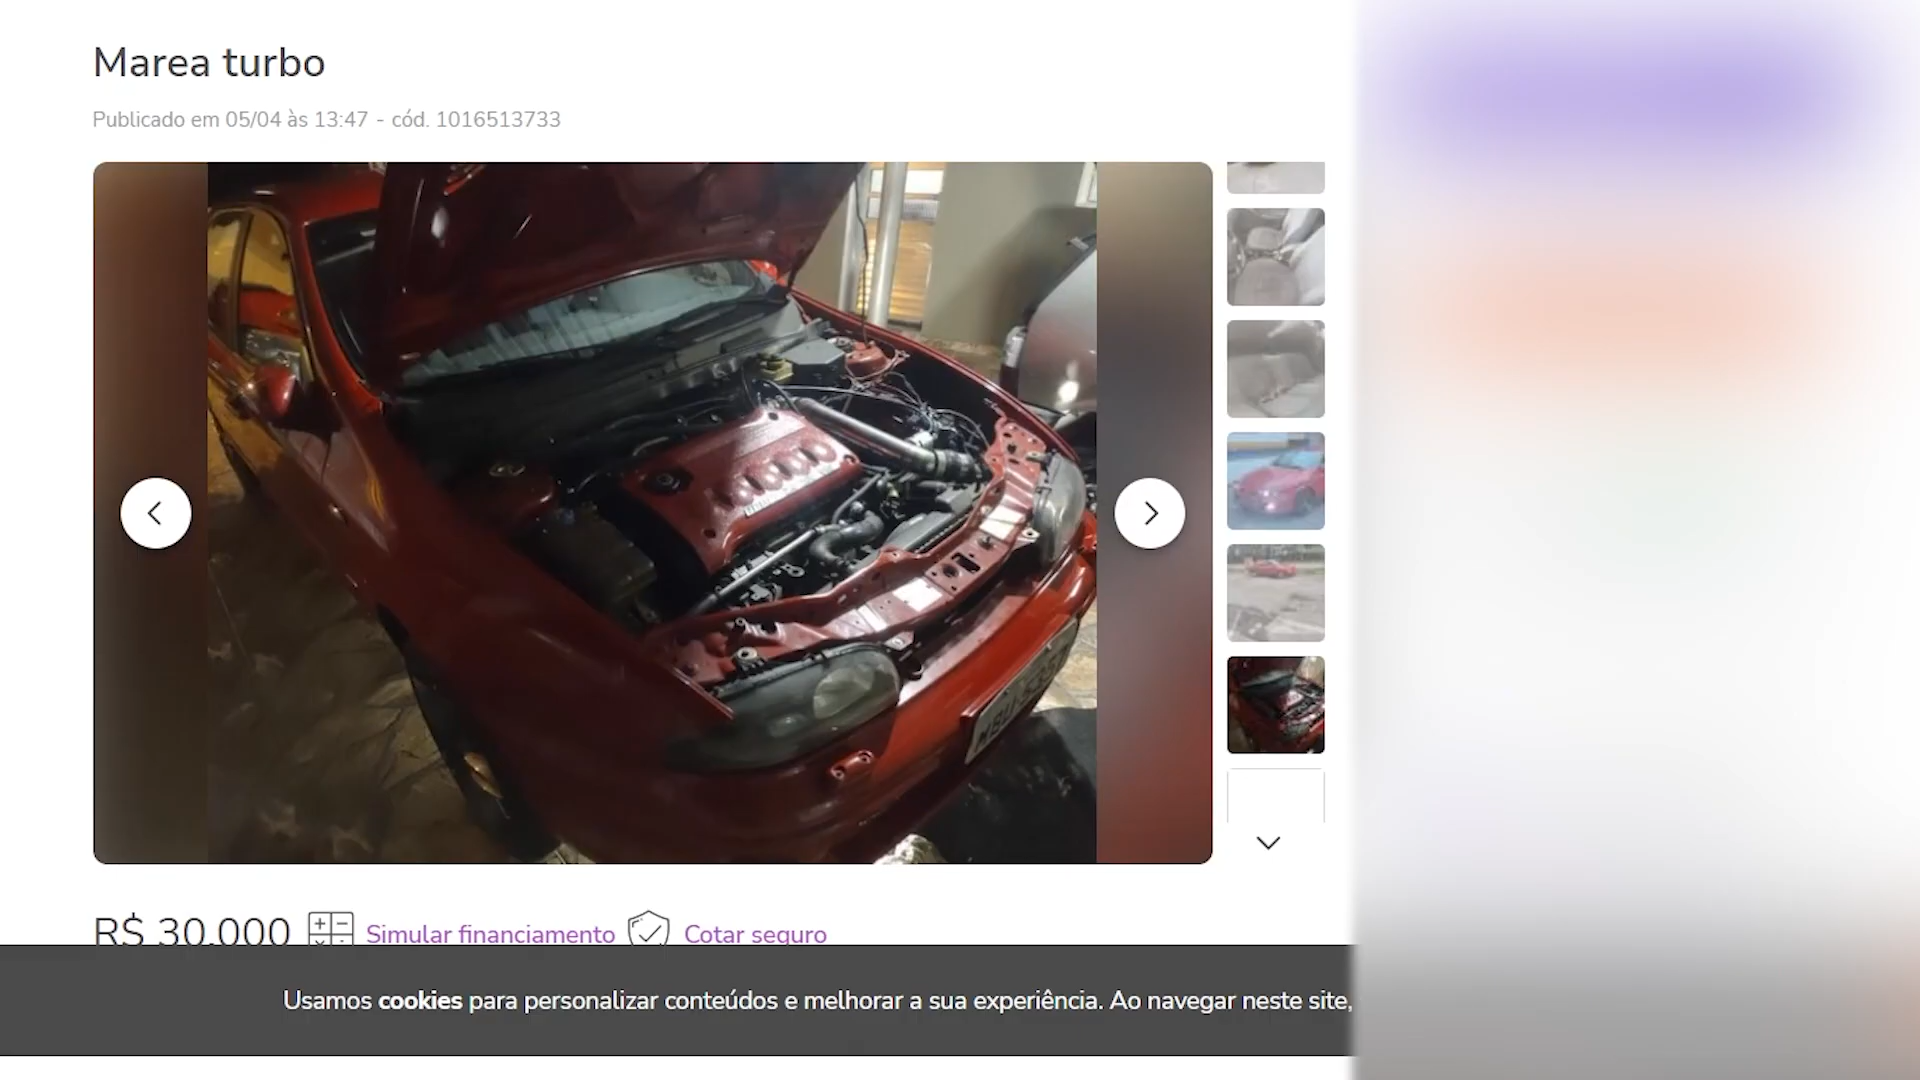 Marea turbo
Publicado em 05/04 às 13:47 - cód. 1016513733
R$ 30.000
Simular financiamento
Cotar seguro
Usamos cookies para personalizar conteúdos e melhorar a sua experiência. Ao navegar neste site,